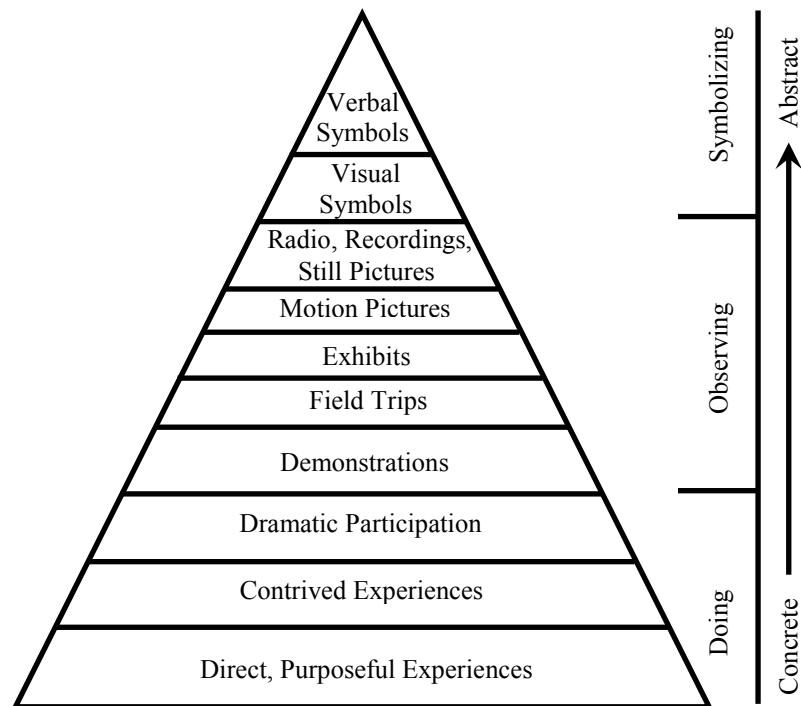 Verbal
Symbols
Visual
Symbols
Radio, Recordings,
Still Pictures
Motion Pictures
Exhibits
Field Trips
Demonstrations
Dramatic Participation
Contrived Experiences
Direct, Purposeful Experiences
Symbolizing
Observing
Doing
Abstract
Concrete